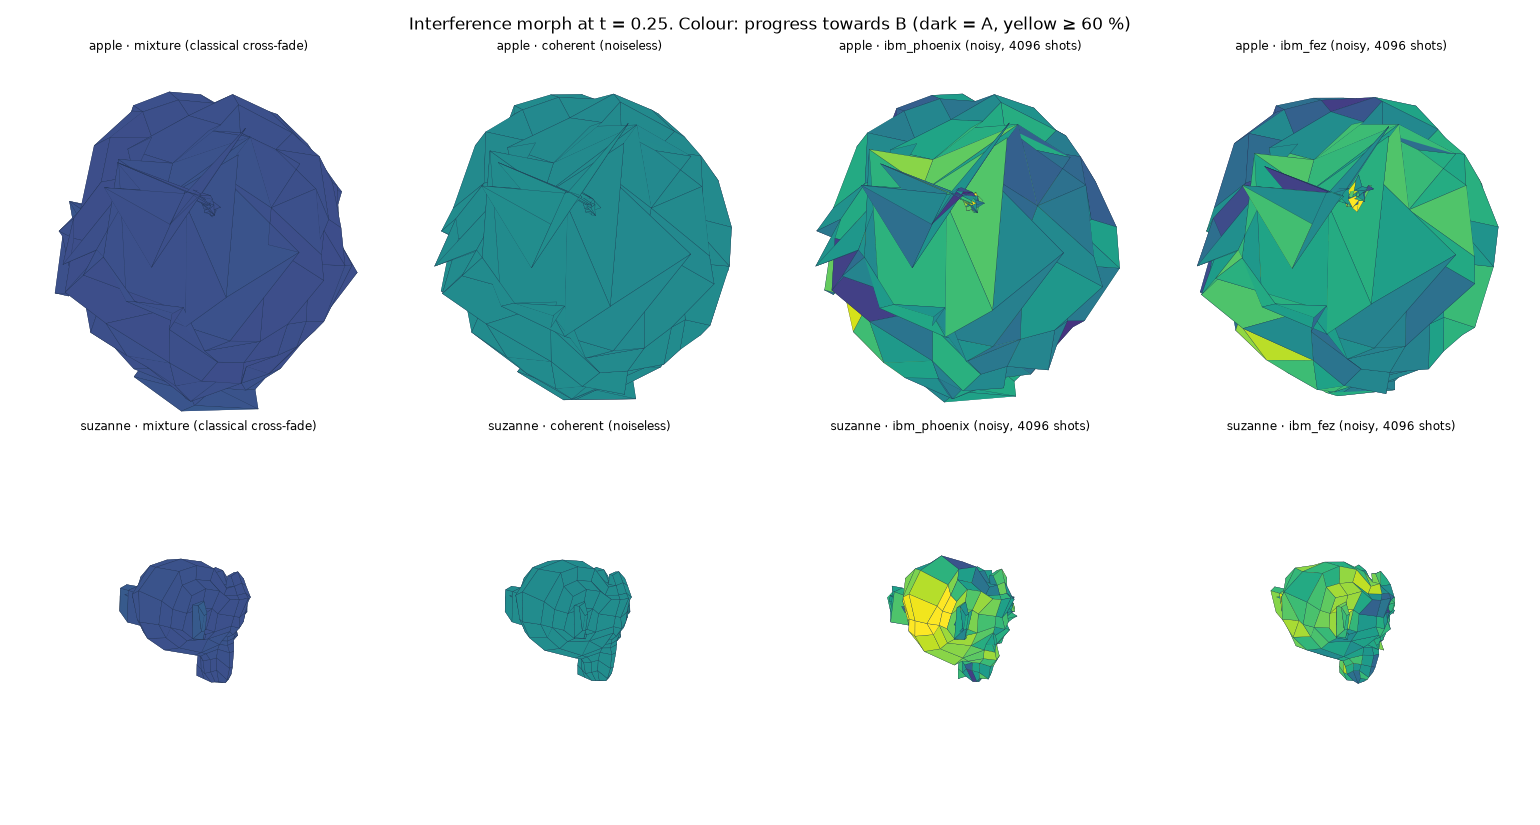 Interference morph at t = 0.25. Colour: progress towards B (dark = A, yellow ≥ 60 %)
apple · mixture (classical cross-fade)
apple · coherent (noiseless)
apple · ibm_phoenix (noisy, 4096 shots)
apple · ibm_fez (noisy, 4096 shots)
suzanne · mixture (classical cross-fade)
suzanne · coherent (noiseless)
suzanne · ibm_phoenix (noisy, 4096 shots)
suzanne · ibm_fez (noisy, 4096 shots)